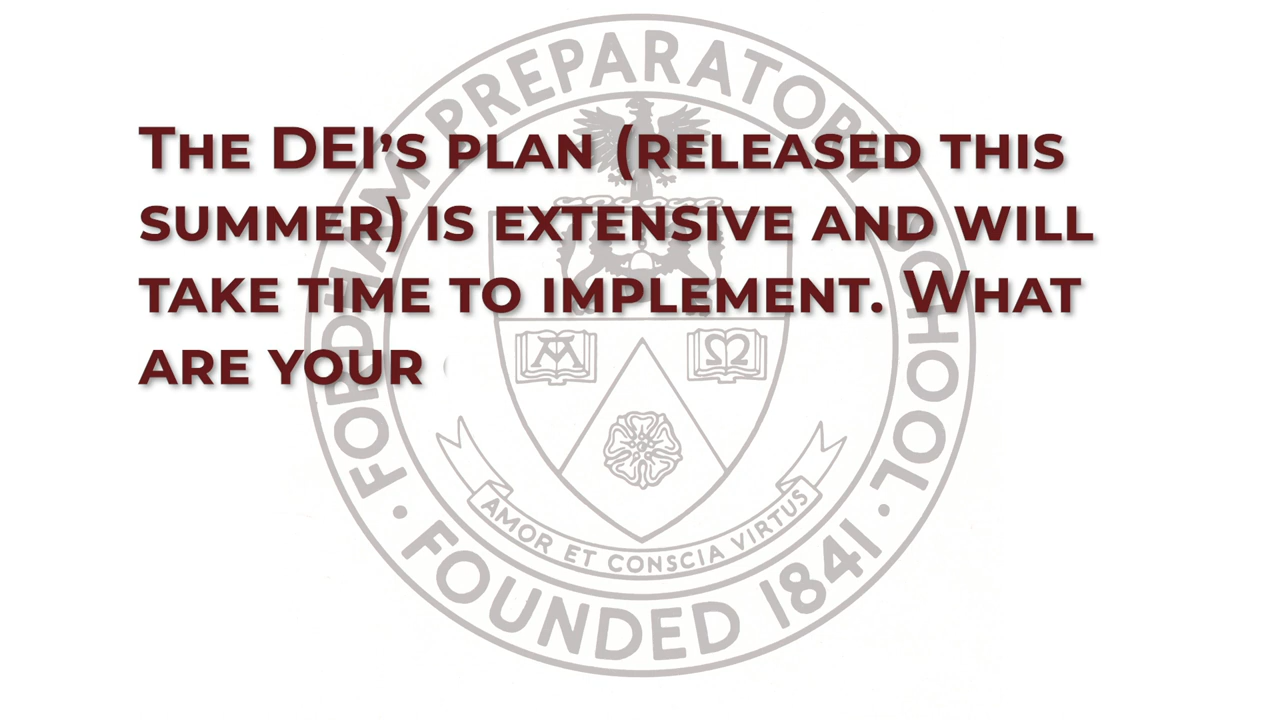 The DEI's plan (released this
summer) is extensive and will
take time to implement. What
are your
FORDHAM PREPARATORY SCHOOL
AMOR ET CONSCIA VIRTUS
· FOUNDED 1841 ·